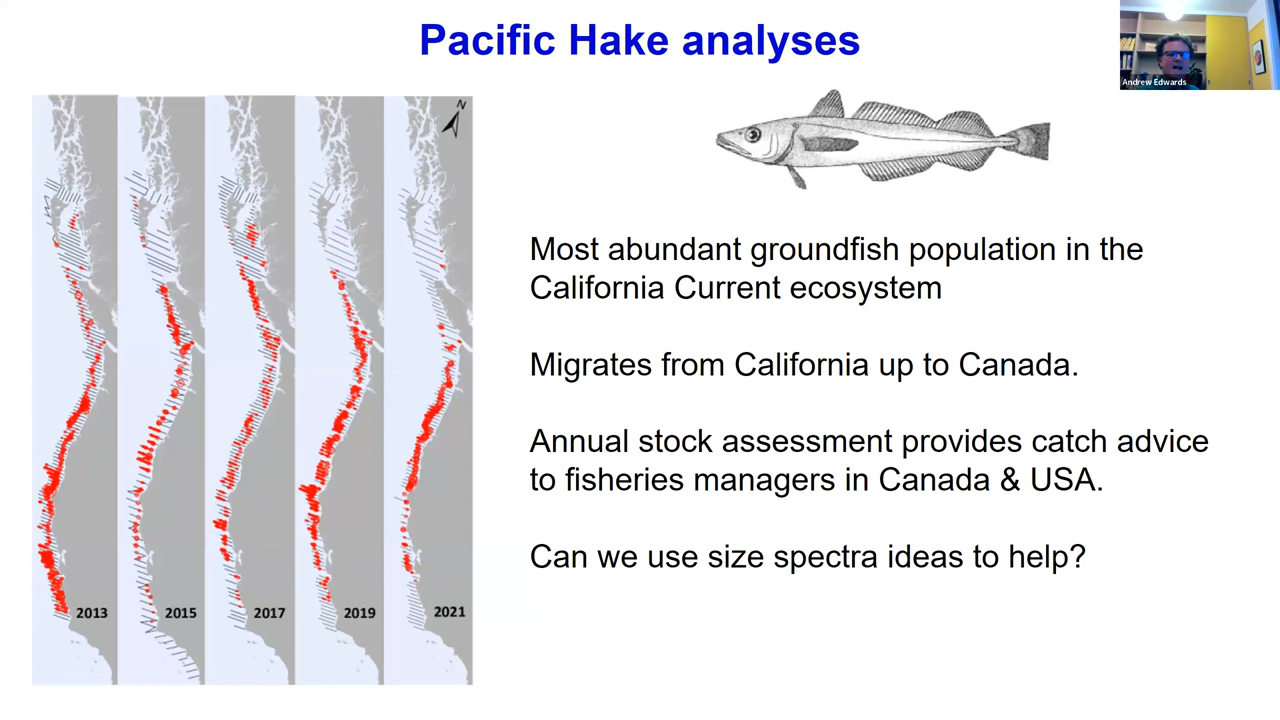 Pacific Hake analyses
Andrew Edwards
N
Most abundant groundfish population in the
California Current ecosystem
Migrates from California up to Canada.
Annual stock assessment provides catch advice
to fisheries managers in Canada & USA.
Can we use size spectra ideas to help?
2013
2015
2017
2019
2021